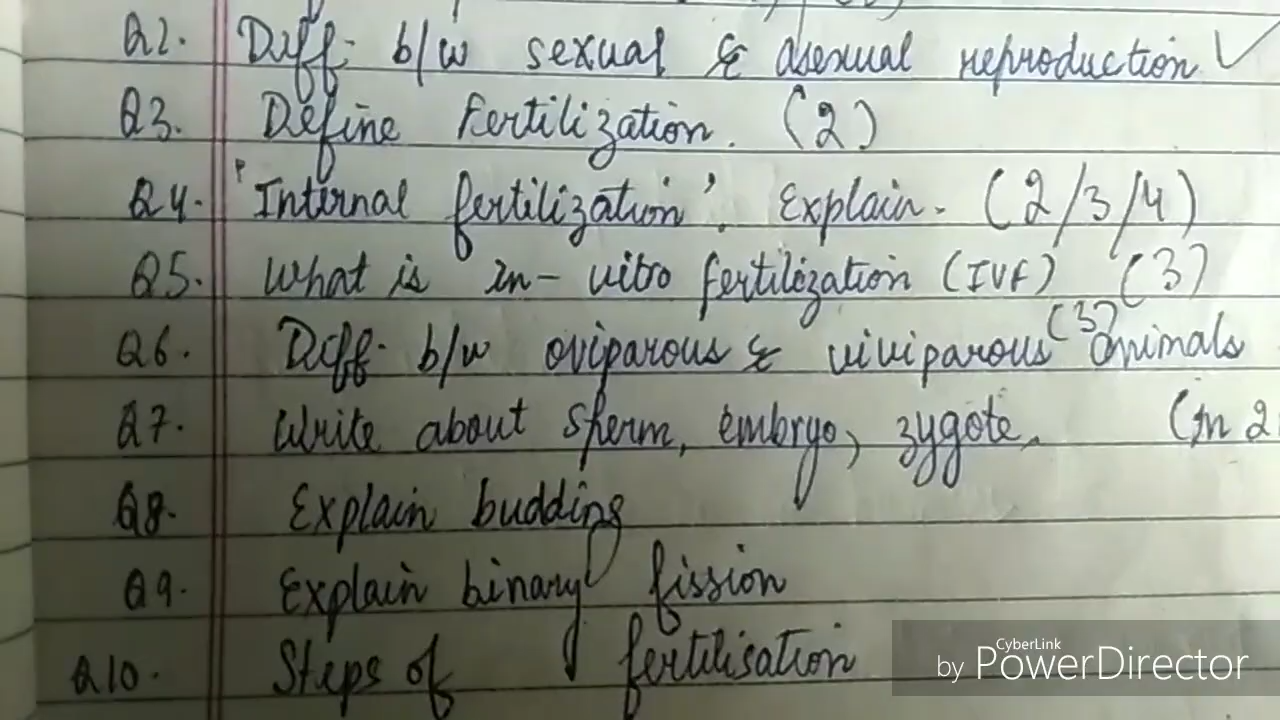 Q2. Diff. b/w sexual & asexual reproduction ✓
Q3. Define Fertilization. (2)
Q4. 'Internal fertilization'. Explain. (2/3/4)
Q5. What is in-vitro fertilization (IVF) (3)
Q6. Diff. b/w oviparous & viviparous (3) animals
Q7. Write about sperm, embryo, zygote. (in 2
Q8. Explain budding
Q9. Explain binary fission
Q10. Steps of fertilisation
CyberLink
by PowerDirector